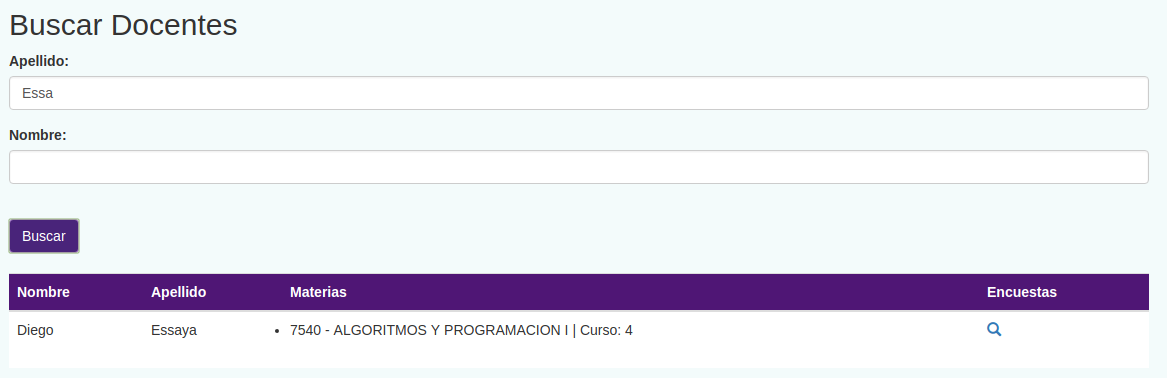 Buscar Docentes
Apellido:
Essa
Nombre:
Buscar
Nombre Apellido Materias Encuestas
Diego Essaya • 7540 - ALGORITMOS Y PROGRAMACION I | Curso: 4